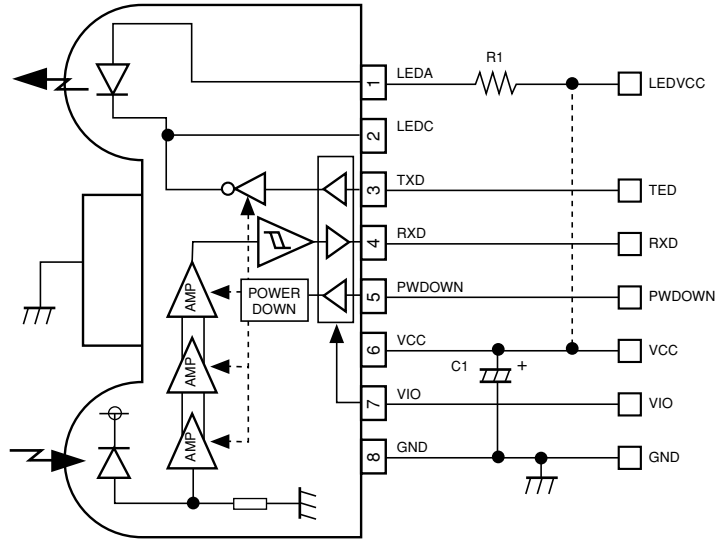 R1
1 LEDA LEDVCC
2 LEDC
3 TXD TED
4 RXD RXD
5 PWDOWN PWDOWN
POWER
DOWN
6 VCC VCC
C1 +
7 VIO VIO
8 GND GND
AMP
AMP
AMP